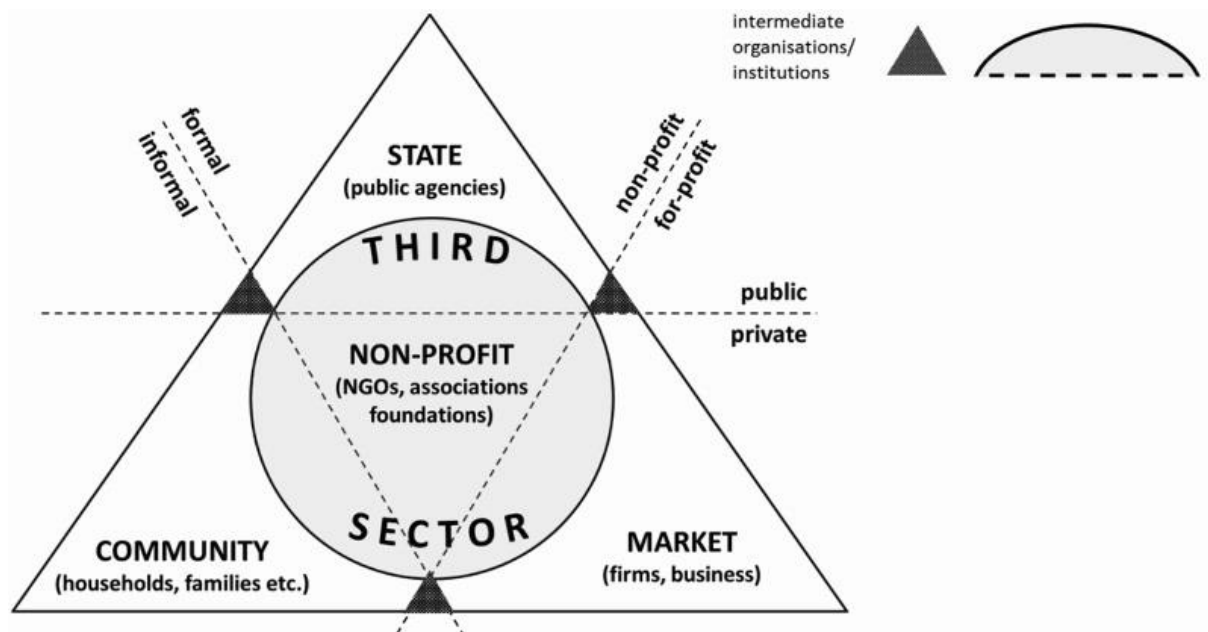 intermediate
organisations/
institutions
formal
informal
STATE
(public agencies)
non-profit
for-profit
THIRD
public
private
NON-PROFIT
(NGOs, associations
foundations)
SECTOR
COMMUNITY
(households, families etc.)
MARKET
(firms, business)